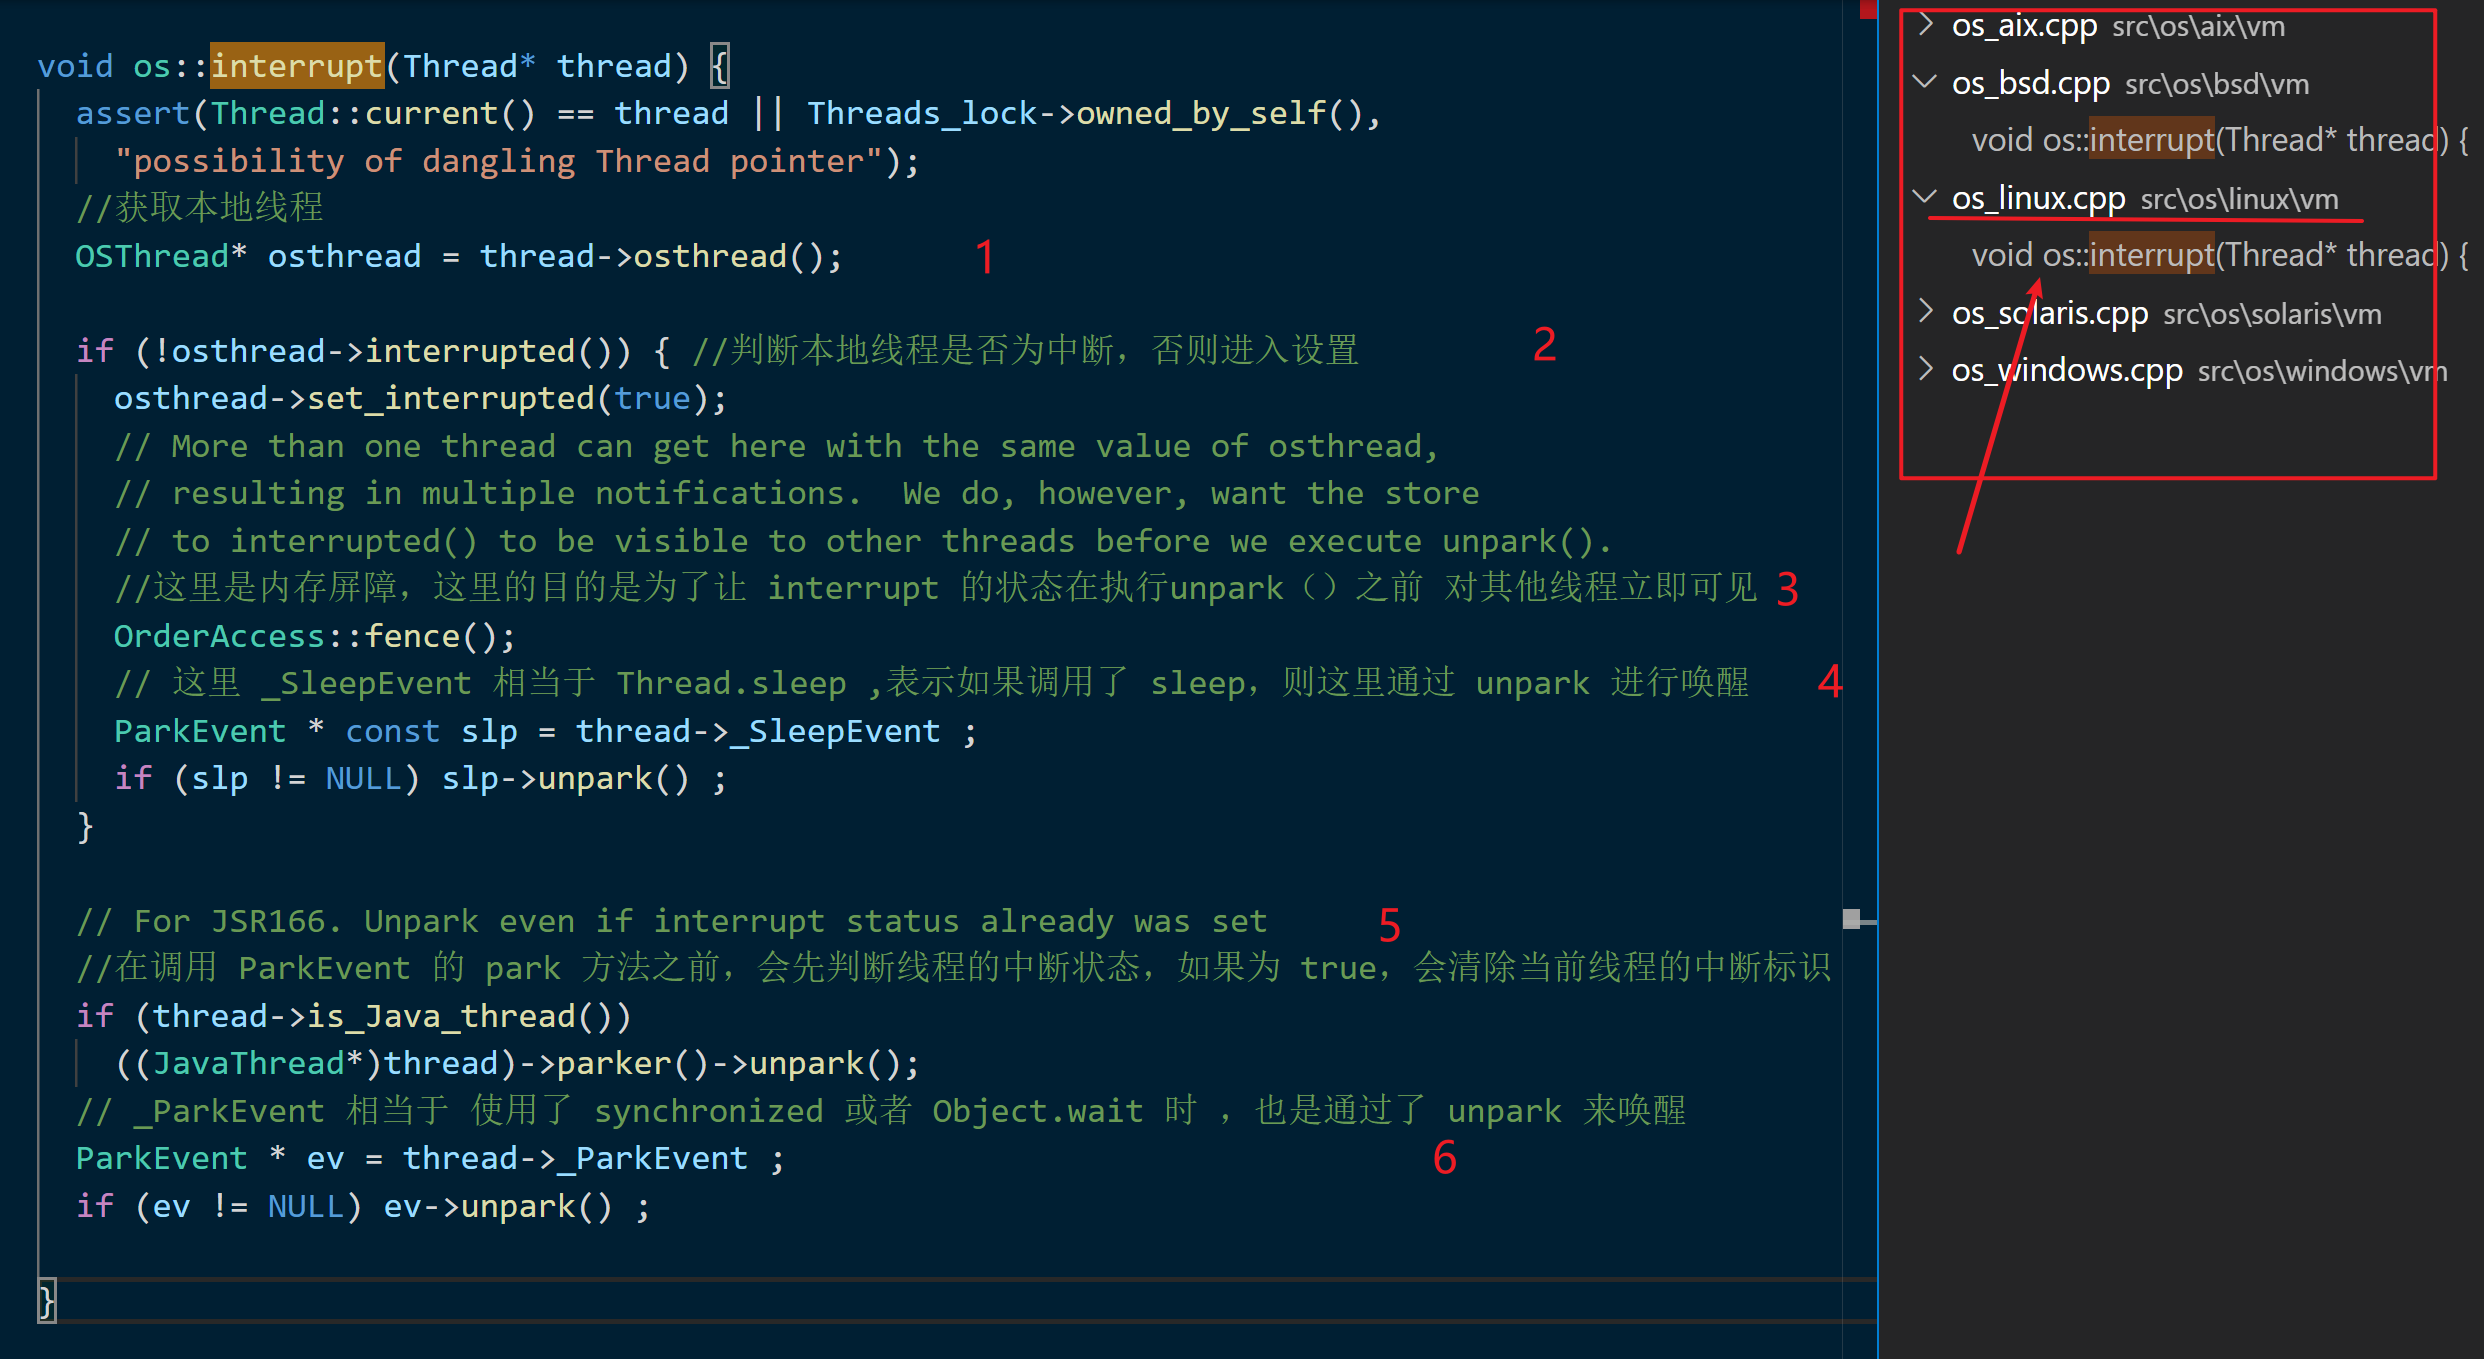 void os::interrupt(Thread* thread) {
assert(Thread::current() == thread || Threads_lock->owned_by_self(),
"possibility of dangling Thread pointer");
//获取本地线程
OSThread* osthread = thread->osthread(); 1
if (!osthread->interrupted()) { //判断本地线程是否为中断，否则进入设置 2
osthread->set_interrupted(true);
// More than one thread can get here with the same value of osthread,
// resulting in multiple notifications.  We do, however, want the store
// to interrupted() to be visible to other threads before we execute unpark().
//这里是内存屏障，这里的目的是为了让 interrupt 的状态在执行unpark（）之前 对其他线程立即可见 3
OrderAccess::fence();
// 这里 _SleepEvent 相当于 Thread.sleep ,表示如果调用了 sleep，则这里通过 unpark 进行唤醒 4
ParkEvent * const slp = thread->_SleepEvent ;
if (slp != NULL) slp->unpark() ;
}
// For JSR166. Unpark even if interrupt status already was set 5
//在调用 ParkEvent 的 park 方法之前，会先判断线程的中断状态，如果为 true，会清除当前线程的中断标识
if (thread->is_Java_thread())
((JavaThread*)thread)->parker()->unpark();
// _ParkEvent 相当于 使用了 synchronized 或者 Object.wait 时 ，也是通过了 unpark 来唤醒
ParkEvent * ev = thread->_ParkEvent ; 6
if (ev != NULL) ev->unpark() ;
}
os_aix.cpp src\os\aix\vm
os_bsd.cpp src\os\bsd\vm
void os::interrupt(Thread* thread) {
os_linux.cpp src\os\linux\vm
void os::interrupt(Thread* thread) {
os_solaris.cpp src\os\solaris\vm
os_windows.cpp src\os\windows\vm